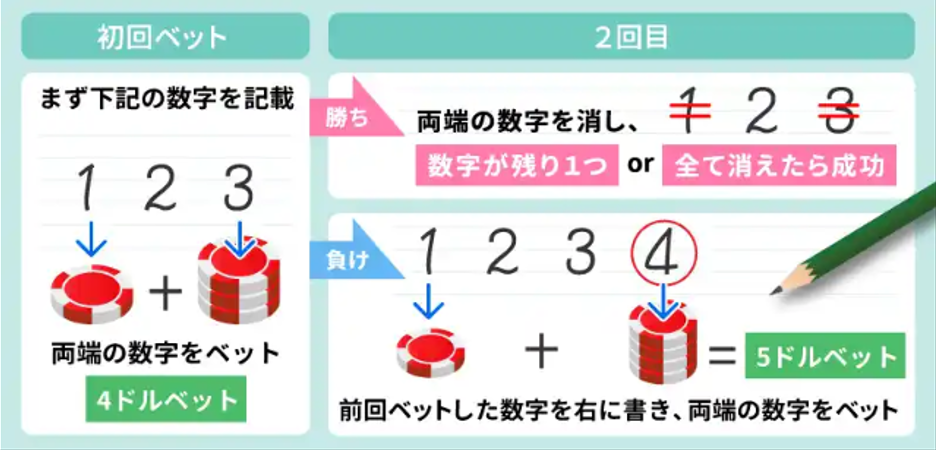 初回ベット
まず下記の数字を記載
1 2 3
+
両端の数字をベット
4ドルベット
2回目
勝ち
両端の数字を消し、 1 2 3
数字が残り1つ or 全て消えたら成功
負け
1 2 3 4
+ = 5ドルベット
前回ベットした数字を右に書き、両端の数字をベット